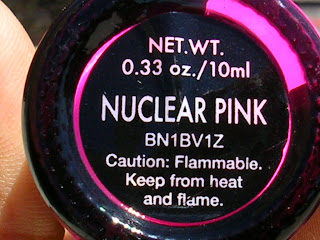 NET.WT.
0.33 oz./10ml
NUCLEAR PINK
BN1BV1Z
Caution: Flammable.
Keep from heat
and flame.